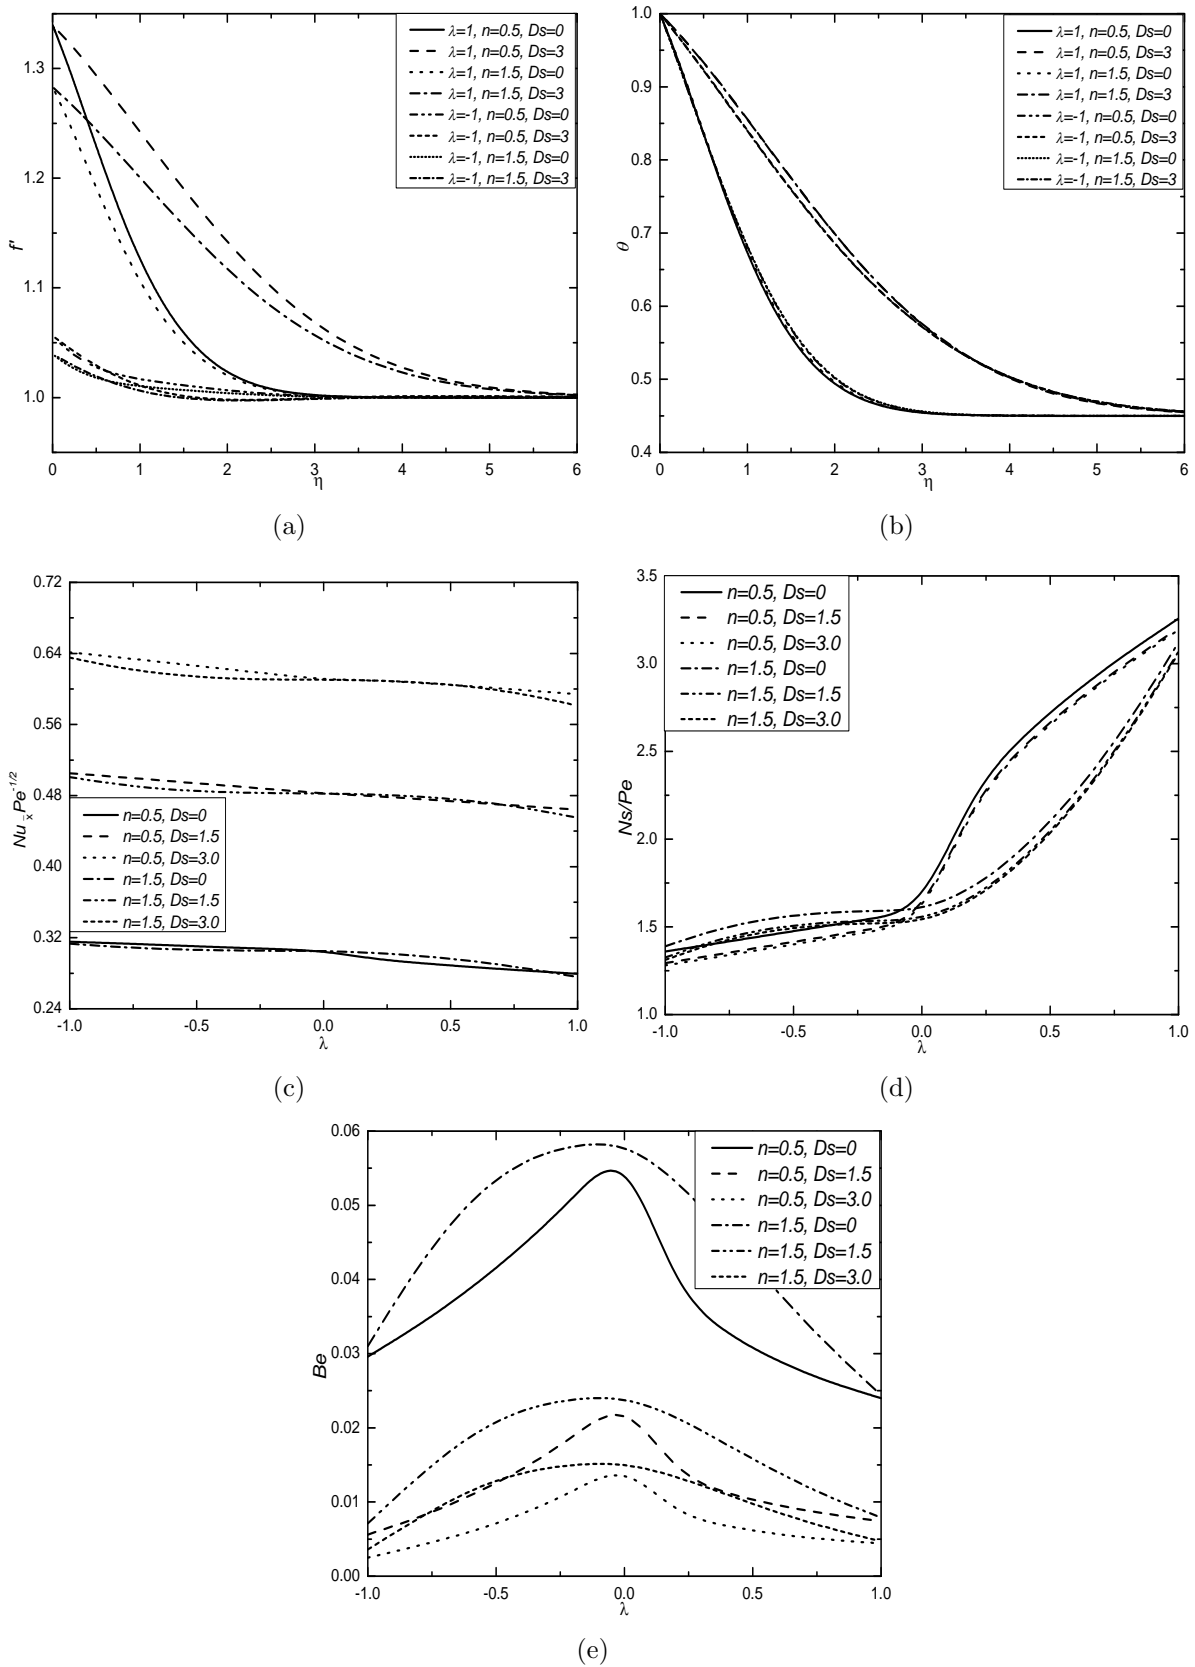 λ=1, n=0.5, Ds=0
λ=1, n=0.5, Ds=3
λ=1, n=1.5, Ds=0
λ=1, n=1.5, Ds=3
λ=-1, n=0.5, Ds=0
λ=-1, n=0.5, Ds=3
λ=-1, n=1.5, Ds=0
λ=-1, n=1.5, Ds=3
1.3
1.2
1.1
1.0
f'
0 1 2 3 4 5 6
η
(a)
λ=1, n=0.5, Ds=0
λ=1, n=0.5, Ds=3
λ=1, n=1.5, Ds=0
λ=1, n=1.5, Ds=3
λ=-1, n=0.5, Ds=0
λ=-1, n=0.5, Ds=3
λ=-1, n=1.5, Ds=0
λ=-1, n=1.5, Ds=3
1.0
0.9
0.8
0.7
0.6
0.5
0.4
θ
0 1 2 3 4 5 6
η
(b)
0.72
0.64
0.56
0.48
0.40
0.32
0.24
Nu_x̄ Pe^-1/2
n=0.5, Ds=0
n=0.5, Ds=1.5
n=0.5, Ds=3.0
n=1.5, Ds=0
n=1.5, Ds=1.5
n=1.5, Ds=3.0
-1.0 -0.5 0.0 0.5 1.0
λ
(c)
3.5
3.0
2.5
2.0
1.5
1.0
Ns/Pe
n=0.5, Ds=0
n=0.5, Ds=1.5
n=0.5, Ds=3.0
n=1.5, Ds=0
n=1.5, Ds=1.5
n=1.5, Ds=3.0
-1.0 -0.5 0.0 0.5 1.0
λ
(d)
0.06
0.05
0.04
0.03
0.02
0.01
0.00
Be
n=0.5, Ds=0
n=0.5, Ds=1.5
n=0.5, Ds=3.0
n=1.5, Ds=0
n=1.5, Ds=1.5
n=1.5, Ds=3.0
-1.0 -0.5 0.0 0.5 1.0
λ
(e)